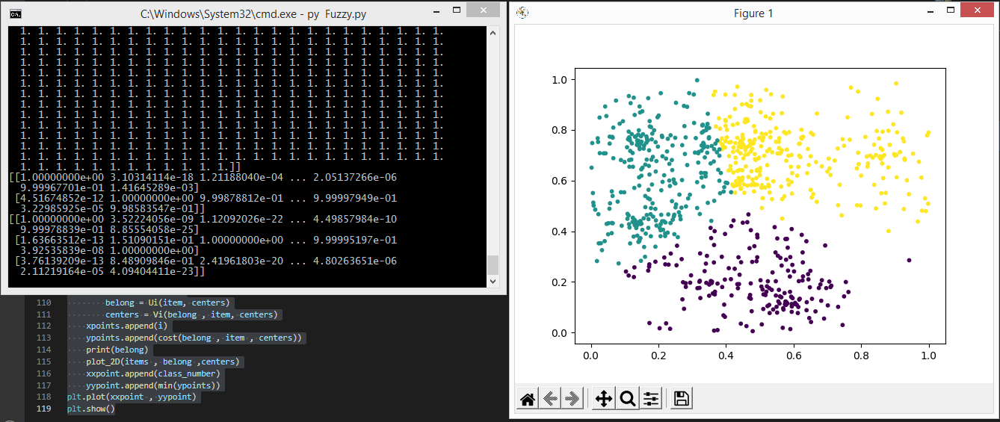 C:\Windows\System32\cmd.exe - py  Fuzzy.py
1. 1. 1. 1. 1. 1. 1. 1. 1. 1. 1. 1. 1. 1. 1. 1. 1. 1. 1. 1. 1. 1. 1. 1.
1. 1. 1. 1. 1. 1. 1. 1. 1. 1. 1. 1. 1. 1. 1. 1. 1. 1. 1. 1. 1. 1. 1. 1.
1. 1. 1. 1. 1. 1. 1. 1. 1. 1. 1. 1. 1. 1. 1. 1. 1. 1. 1. 1. 1. 1. 1. 1.
1. 1. 1. 1. 1. 1. 1. 1. 1. 1. 1. 1. 1. 1. 1. 1. 1. 1. 1. 1. 1. 1. 1. 1.
1. 1. 1. 1. 1. 1. 1. 1. 1. 1. 1. 1. 1. 1. 1. 1. 1. 1. 1. 1. 1. 1. 1. 1.
1. 1. 1. 1. 1. 1. 1. 1. 1. 1. 1. 1. 1. 1. 1. 1. 1. 1. 1. 1. 1. 1. 1. 1.
1. 1. 1. 1. 1. 1. 1. 1. 1. 1. 1. 1. 1. 1. 1. 1. 1. 1. 1. 1. 1. 1. 1. 1.
1. 1. 1. 1. 1. 1. 1. 1. 1. 1. 1. 1. 1. 1. 1. 1. 1. 1. 1. 1. 1. 1. 1. 1.
1. 1. 1. 1. 1. 1. 1. 1. 1. 1. 1. 1. 1. 1. 1. 1. 1. 1. 1. 1. 1. 1. 1. 1.
1. 1. 1. 1. 1. 1. 1. 1. 1. 1. 1. 1. 1. 1. 1. 1. 1. 1. 1. 1. 1. 1. 1. 1.
1. 1. 1. 1. 1. 1. 1. 1. 1. 1. 1. 1. 1. 1. 1. 1. 1. 1. 1. 1. 1. 1. 1. 1.
1. 1. 1. 1. 1. 1. 1. 1. 1. 1. 1. 1. 1. 1. 1. 1. 1. 1. 1. 1. 1. 1. 1. 1.
1. 1. 1. 1. 1. 1. 1. 1. 1. 1. 1. 1. 1. 1. 1. 1. 1. 1. 1. 1. 1. 1. 1. 1.
1. 1. 1. 1. 1. 1. 1. 1. 1. 1. 1. 1.]]
[[1.00000000e+00 3.10314114e-18 1.21188040e-04 ... 2.05137266e-06
9.99967701e-01 1.41645289e-03]
[4.51674852e-12 1.00000000e+00 9.99878812e-01 ... 9.99997949e-01
3.22985925e-05 9.98583547e-01]]
[[1.00000000e+00 3.52224056e-09 1.12092026e-22 ... 4.49857984e-10
9.99978839e-01 8.85554058e-25]
[1.63663512e-13 1.51090151e-01 1.00000000e+00 ... 9.99995197e-01
3.92535839e-08 1.00000000e+00]
[3.76139209e-13 8.48909846e-01 2.41961803e-20 ... 4.80263651e-06
2.11219164e-05 4.09404411e-23]]
110 belong = Ui(item, centers)
111 centers = Vi(belong , item, centers)
112 xpoints.append(i)
113 ypoints.append(cost(belong , item , centers))
114 print(belong)
115 plot_2D(items , belong ,centers)
116 xxpoint.append(class_number)
117 yypoint.append(min(ypoints))
118 plt.plot(xxpoint , yypoint)
119 plt.show()
Figure 1
1.0
0.8
0.6
0.4
0.2
0.0
0.0 0.2 0.4 0.6 0.8 1.0